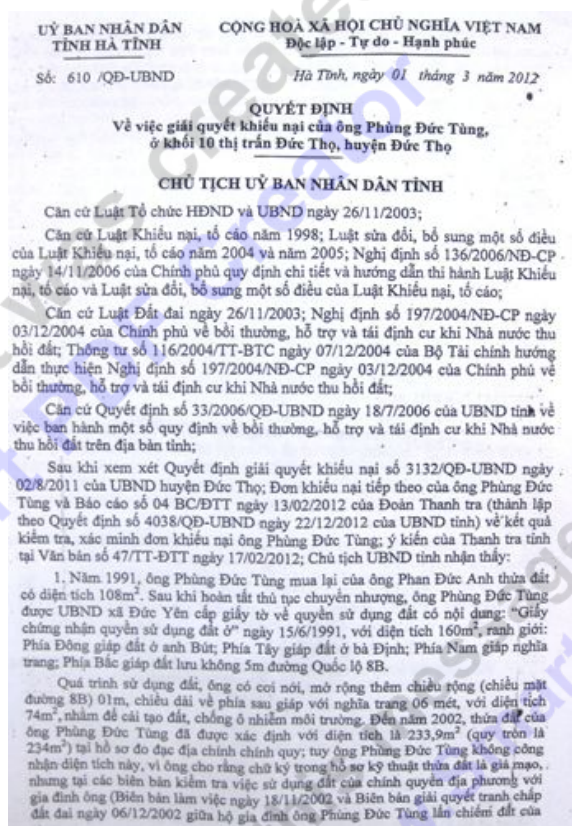 UỶ BAN NHÂN DÂN
TỈNH HÀ TĨNH
CỘNG HOÀ XÃ HỘI CHỦ NGHĨA VIỆT NAM
Độc lập - Tự do - Hạnh phúc
Số: 610 /QĐ-UBND
Hà Tĩnh, ngày 01 tháng 3 năm 2012
QUYẾT ĐỊNH
Về việc giải quyết khiếu nại của ông Phùng Đức Tùng,
ở khối 10 thị trấn Đức Thọ, huyện Đức Thọ
CHỦ TỊCH UỶ BAN NHÂN DÂN TỈNH
Căn cứ Luật Tổ chức HĐND và UBND ngày 26/11/2003;
Căn cứ Luật Khiếu nại, tố cáo năm 1998; Luật sửa đổi, bổ sung một số điều
của Luật Khiếu nại, tố cáo năm 2004 và năm 2005; Nghị định số 136/2006/NĐ-CP
ngày 14/11/2006 của Chính phủ quy định chi tiết và hướng dẫn thi hành Luật Khiếu
nại, tố cáo và Luật sửa đổi, bổ sung một số điều của Luật Khiếu nại, tố cáo;
Căn cứ Luật Đất đai ngày 26/11/2003; Nghị định số 197/2004/NĐ-CP ngày
03/12/2004 của Chính phủ về bồi thường, hỗ trợ và tái định cư khi Nhà nước thu
hồi đất; Thông tư số 116/2004/TT-BTC ngày 07/12/2004 của Bộ Tài chính hướng
dẫn thực hiện Nghị định số 197/2004/NĐ-CP ngày 03/12/2004 của Chính phủ về
bồi thường, hỗ trợ và tái định cư khi Nhà nước thu hồi đất;
Căn cứ Quyết định số 33/2006/QĐ-UBND ngày 18/7/2006 của UBND tỉnh về
việc ban hành một số quy định về bồi thường, hỗ trợ và tái định cư khi Nhà nước
thu hồi đất trên địa bàn tỉnh;
Sau khi xem xét Quyết định giải quyết khiếu nại số 3132/QĐ-UBND ngày
02/8/2011 của UBND huyện Đức Thọ; Đơn khiếu nại tiếp theo của ông Phùng Đức
Tùng và Báo cáo số 04 BC/ĐTT ngày 13/02/2012 của Đoàn Thanh tra (thành lập
theo Quyết định số 4038/QĐ-UBND ngày 22/12/2012 của UBND tỉnh) về kết quả
kiểm tra, xác minh đơn khiếu nại ông Phùng Đức Tùng; ý kiến của Thanh tra tỉnh
tại Văn bản số 47/TT-ĐTT ngày 17/02/2012; Chủ tịch UBND tỉnh nhận thấy:
1. Năm 1991, ông Phùng Đức Tùng mua lại của ông Phan Đức Anh thửa đất
có diện tích 108m². Sau khi hoàn tất thủ tục chuyển nhượng, ông Phùng Đức Tùng
được UBND xã Đức Yên cấp giấy tờ về quyền sử dụng đất có nội dung: “Giấy
chứng nhận quyền sử dụng đất ở” ngày 15/6/1991, với diện tích 160m², ranh giới:
Phía Đông giáp đất ở anh Bút; Phía Tây giáp đất ở bà Định; Phía Nam giáp nghĩa
trang; Phía Bắc giáp đất lưu không 5m đường Quốc lộ 8B.
Quá trình sử dụng đất, ông có coi nới, mở rộng thêm chiều rộng (chiều mặt
đường 8B) 01m, chiều dài về phía sau giáp với nghĩa trang 06 mét, với diện tích
74m², nhằm để cải tạo đất, chống ô nhiễm môi trường. Đến năm 2002, thửa đất của
ông Phùng Đức Tùng đã được xác định với diện tích là 233,9m² (quy tròn là
234m²) tại hồ sơ đo đạc địa chính chính quy; tuy ông Phùng Đức Tùng không công
nhận diện tích này, vì ông cho rằng chữ ký trong hồ sơ kỹ thuật thửa đất là giả mạo,
nhưng tại các biên bản kiểm tra việc sử dụng đất của chính quyền địa phương với
gia đình ông (Biên bản làm việc ngày 18/11/2002 và Biên bản giải quyết tranh chấp
đất đai ngày 06/12/2002 giữa hộ gia đình ông Phùng Đức Tùng lấn chiếm đất của